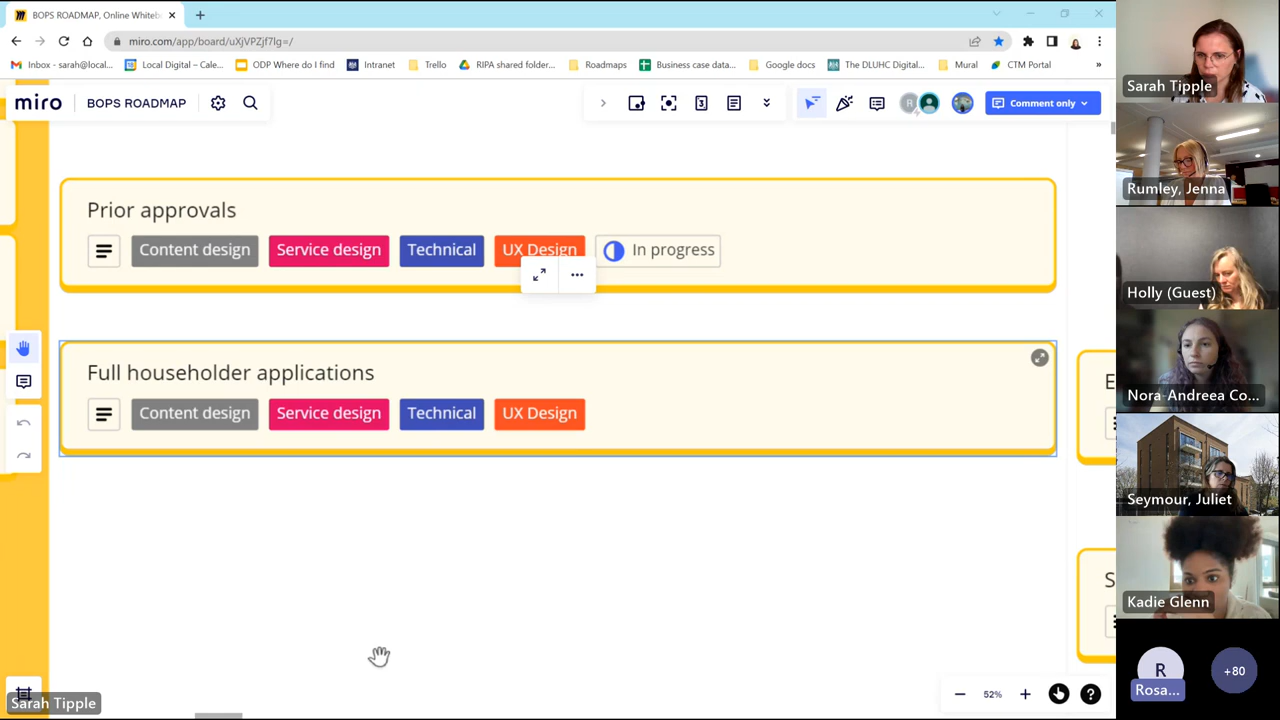 BOPS ROADMAP, Online Whitebo
miro.com/app/board/uXjVPZjf7Ig=/
Inbox - sarah@local...
Local Digital – Cale...
ODP Where do I find
Intranet
Trello
RIPA shared folder...
Roadmaps
Business case data...
Google docs
The DLUHC Digital...
Mural
CTM Portal
»
miro
BOPS ROADMAP
R
Comment only
Prior approvals
Content design
Service design
Technical
UX Design
In progress
Full householder applications
Content design
Service design
Technical
UX Design
E
S
52%
Sarah Tipple
Sarah Tipple
Rumley, Jenna
Holly (Guest)
Nora-Andreea Co...
Seymour, Juliet
Kadie Glenn
R
Rosa...
+80